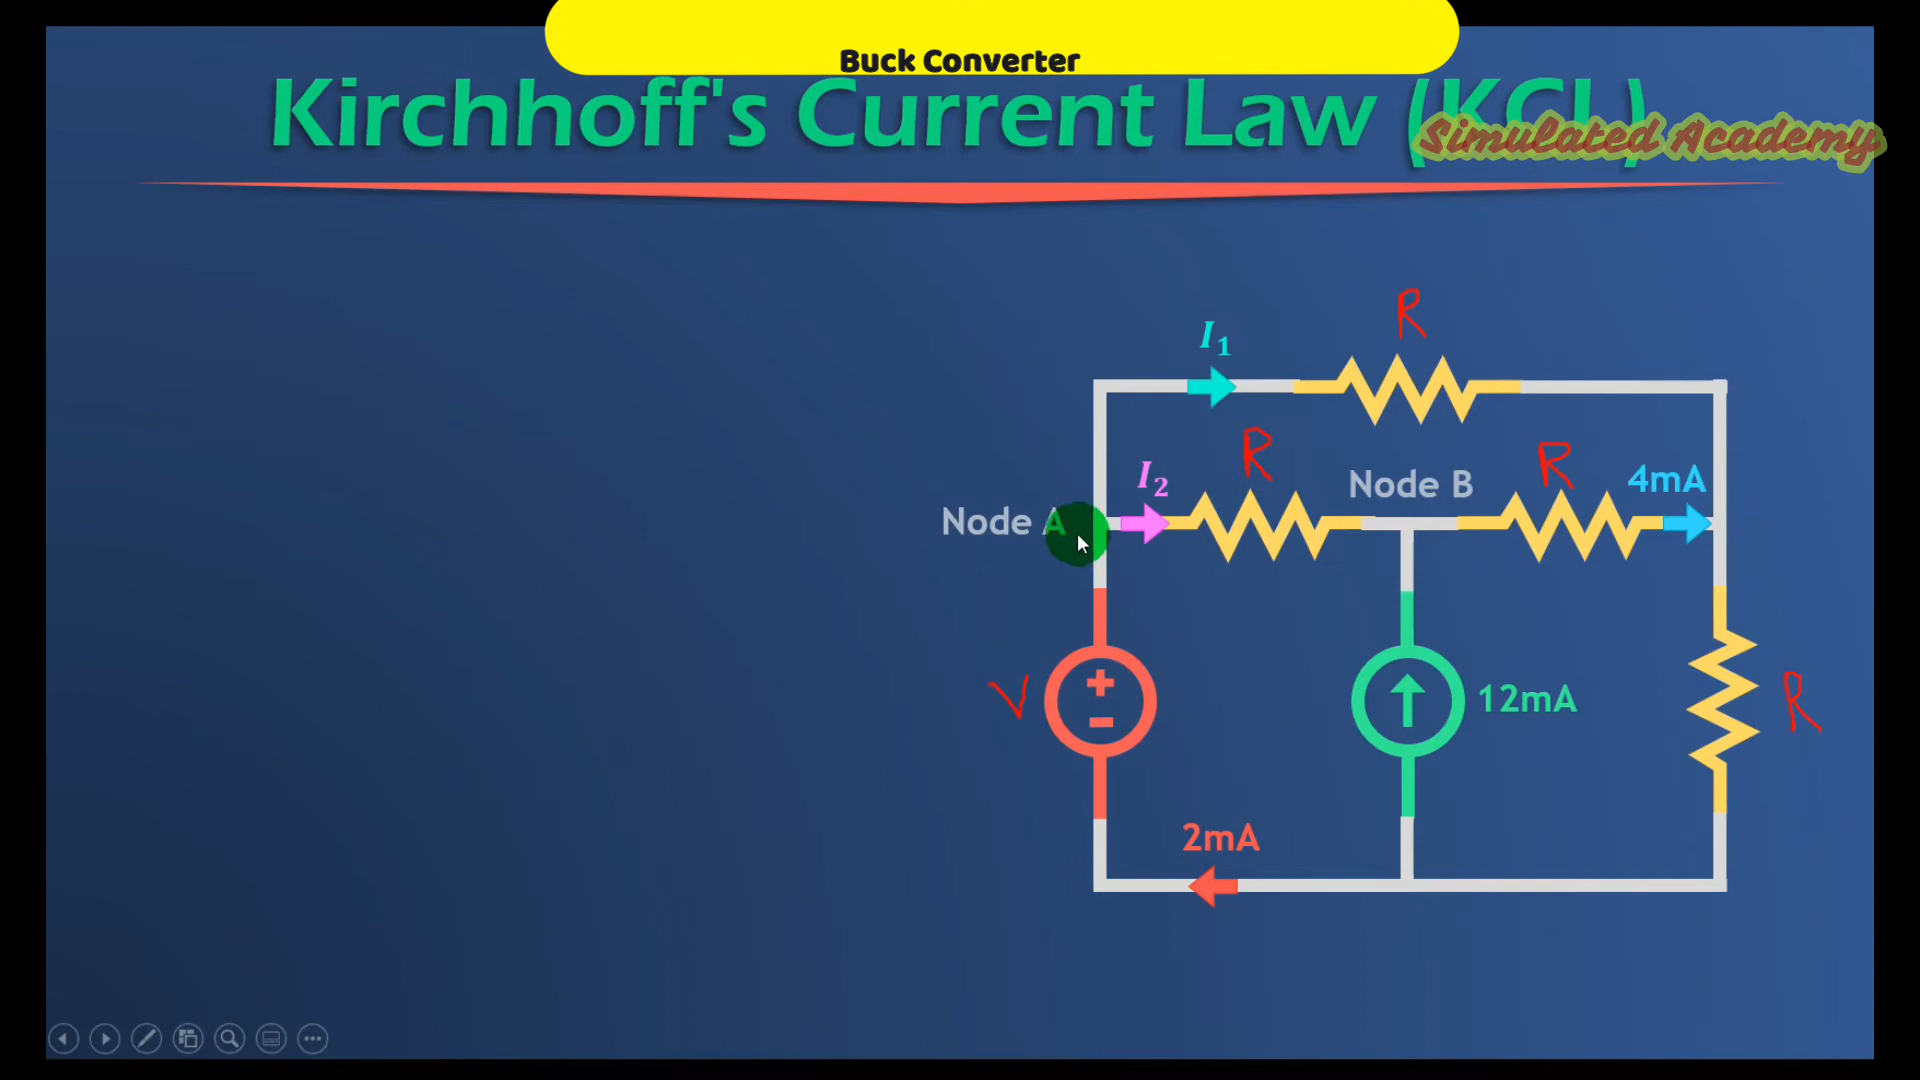 Buck Converter
Kirchhoff's Current Law (KCL)
Simulated Academy
R
I1
R
R
I2
Node B
4mA
Node A
V
+
-
12mA
R
2mA